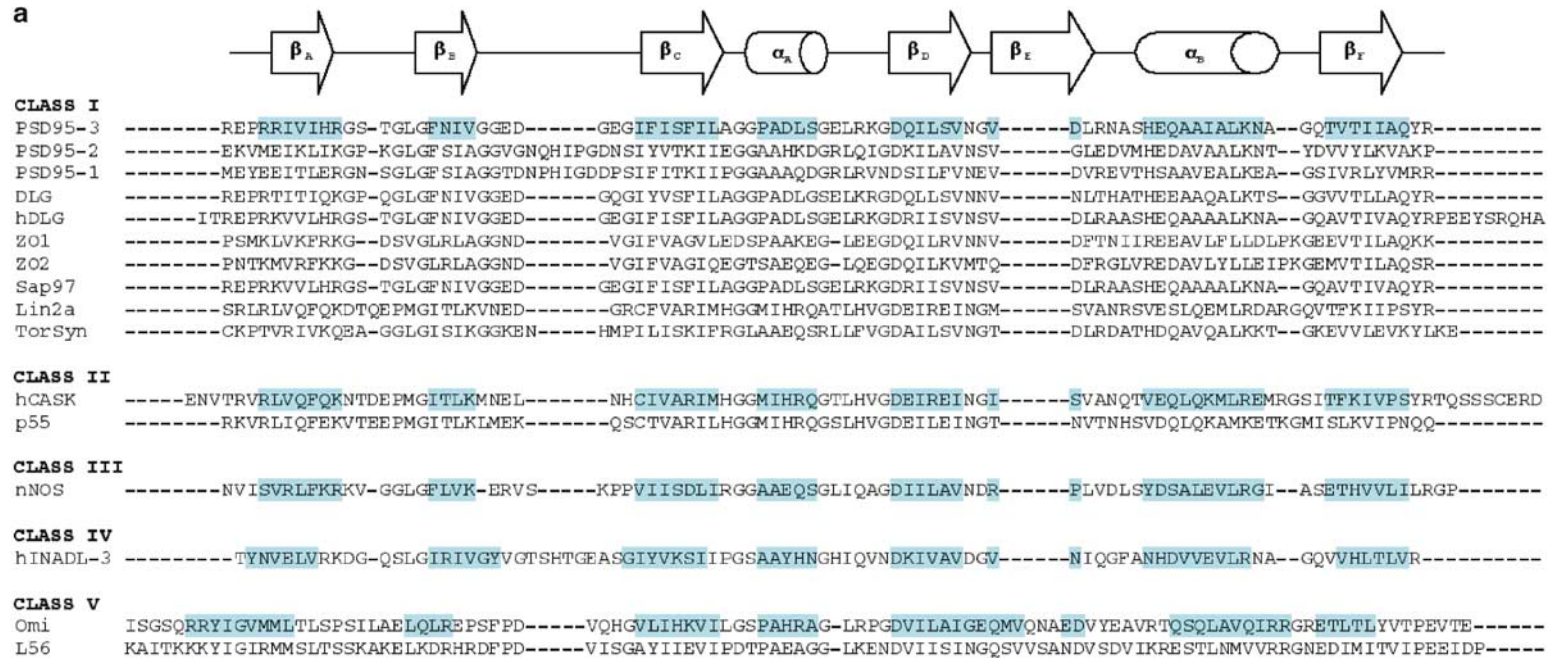 a
βA βB βC αA βD βE αB βF
CLASS I
PSD95-3 --------REPRRIVIHRGS-TGLGFNIVGGED------GEGIFISFILAGGPADLSGELRKGDQILSVNGV------DLRNASHEQAAIALKNA--GQTVTIIAQYR---------
PSD95-2 --------EKVMEIKLIKGP-KGLGFSIAGGVGNQHIPGDNSIYVTKIIEGGAAHKDGRLQIGDKILAVNSV------GLEDVMHEDAVAALKNT--YDVVYLKVAKP---------
PSD95-1 --------MEYEEITLERGN-SGLGFSIAGGTDNPHIGDDPSIFITKIIPGGAAAQDGRLRVNDSILFVNEV------DVREVTHSAAVEALKEA--GSIVRLYVMRR---------
DLG --------REPRTITIQKGP-QGLGFNIVGGED------GQGIYVSFILAGGPADLGSELKRGDQLLSVNNV------NLTHATHEEAAQALKTS--GGVVTLLAQYR---------
hDLG ------ITREPRKVVLHRGS-TGLGFNIVGGED------GEGIFISFILAGGPADLSGELRKGDRIISVNSV------DLRAASHEQAAAALKNA--GQAVTIVAQYRPEEYSRQHA
ZO1 --------PSMKLVKFRKG--DSVGLRLAGGND-------VGIFVAGVLEDSPAAKEG-LEEGDQILRVNNV------DFTNIIREEAVLFLLDLPKGEEVTILAQKK---------
ZO2 --------PNTKMVRFKKG--DSVGLRLAGGND-------VGIFVAGIQEGTSAEQEG-LQEGDQILKVMTQ------DFRGLVREDAVLYLLEIPKGEMVTILAQSR---------
Sap97 --------REPRKVVLHRGS-TGLGFNIVGGED------GEGIFISFILAGGPADLSGELRKGDRIISVNSV------DLRAASHEQAAAALKNA--GQAVTIVAQYR---------
Lin2a --------SRLRLVQFQKDTQEPMGITLKVNED-------GRCFVARIMHGGMIHRQATLHVGDEIREINGM------SVANRSVESLQEMLRDARGQVTFKIIPSYR---------
TorSyn --------CKPTVRIVKQEA-GGLGISIKGGKEN------HMPILISKIFRGLAAEQSRLLFVGDAILSVNGT------DLRDATHDQAVQALKKT--GKEVVLEVKYLKE-------
CLASS II
hCASK -----ENVTRVRLVQFQKNTDEPMGITLKMNEL-------NHCIVARIMHGGMIHRQGTLHVGDEIREINGI------SVANQTVEQLQKMLREMRGSITFKIVPSYRTQSSSCERD
p55 --------RKVRLIQFEKVTEEPMGITLKLMEK-------QSCTVARILHGGMIHRQGSLHVGDEILEINGT------NVTNHSVDQLQKAMKETKGMISLKVIPNQQ---------
CLASS III
nNOS --------NVISVRLFKRKV-GGLGFLVK-ERVS------KPPVIISDLIRGGAAEQSGLIQAGDIILAVNDR------PLVDLSYDSALEVLRGI--ASETHVVLILRGP-------
CLASS IV
hINADL-3 ---------TYNVELVRKDG-QSLGIRIVGYVGTSHTGEASGIYVKSIIPGSAAYHNGHIQVNDKIVAVDGV------NIQGFANHDVVEVLRNA--GQVVHLTLVR----------
CLASS V
Omi ISGSQRRYIGVMMLTLSPSILAELQLREPSFPD-----VQHGVLIHKVILGSPAHRAG-LRPGDVILAIGEQMVQNAEDVYEAVRTQSQLAVQIRRGRETLTLYVTPEVTE------
L56 KAITKKKYIGIRMMSLTSSKAKELKDRHRDFPD-----VISGAYIIEVIPDTPAEAGG-LKENDVIISINGQSVVSANDVSDVIKRESTLNMVVRRGNEDIMITVIPEEIDP-----